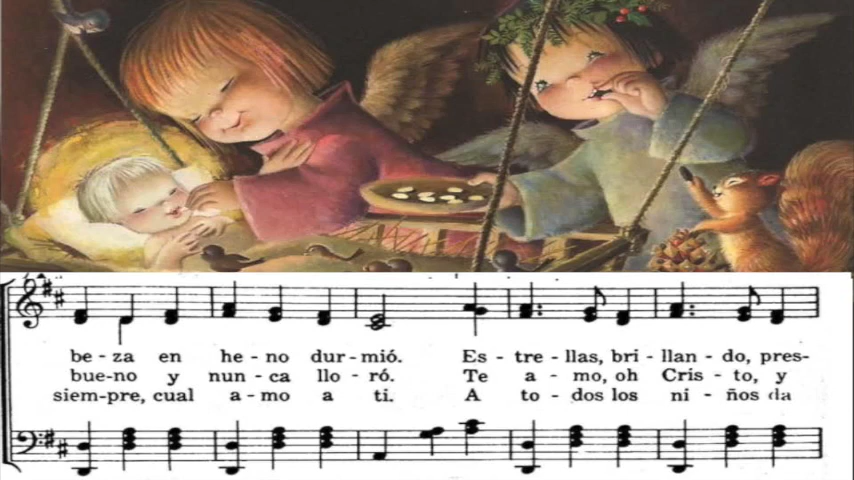 be - za en he - no dur - mió. Es - tre - llas, bri - llan - do, pres-
bue-no y nun - ca llo - ró. Te a - mo, oh Cris - to, y
siem-pre, cual a - mo a ti. A to - dos los ni - ños da